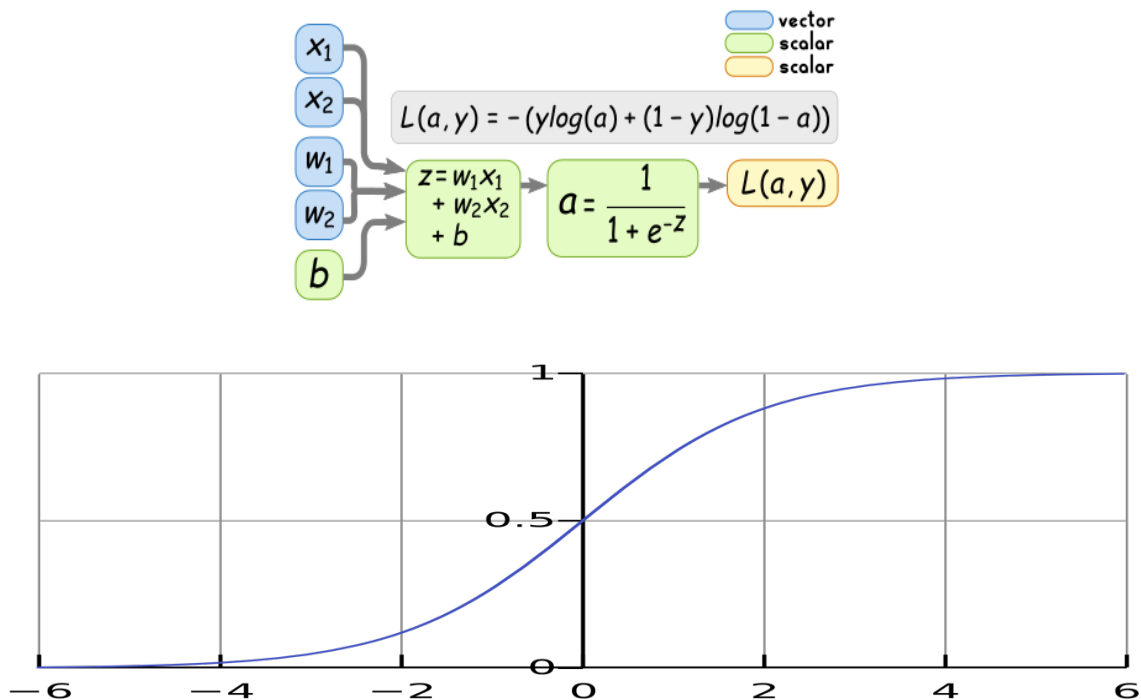 vector
scalar
scalar
x₁
x₂
w₁
w₂
b
L(a, y) = -(ylog(a) + (1 - y)log(1 - a))
z = w₁x₁
+ w₂x₂
+ b
a = 1 / (1 + e⁻ᶻ)
L(a, y)
1
0.5
0
−6 −4 −2 0 2 4 6